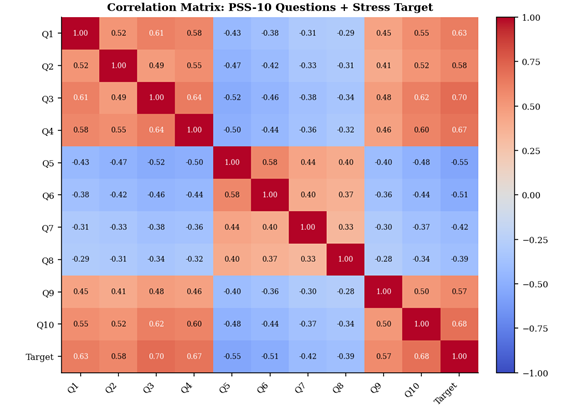 Correlation Matrix: PSS-10 Questions + Stress Target
Q1 1.00 0.52 0.61 0.58 -0.43 -0.38 -0.31 -0.29 0.45 0.55 0.63
Q2 0.52 1.00 0.49 0.55 -0.47 -0.42 -0.33 -0.31 0.41 0.52 0.58
Q3 0.61 0.49 1.00 0.64 -0.52 -0.46 -0.38 -0.34 0.48 0.62 0.70
Q4 0.58 0.55 0.64 1.00 -0.50 -0.44 -0.36 -0.32 0.46 0.60 0.67
Q5 -0.43 -0.47 -0.52 -0.50 1.00 0.58 0.44 0.40 -0.40 -0.48 -0.55
Q6 -0.38 -0.42 -0.46 -0.44 0.58 1.00 0.40 0.37 -0.36 -0.44 -0.51
Q7 -0.31 -0.33 -0.38 -0.36 0.44 0.40 1.00 0.33 -0.30 -0.37 -0.42
Q8 -0.29 -0.31 -0.34 -0.32 0.40 0.37 0.33 1.00 -0.28 -0.34 -0.39
Q9 0.45 0.41 0.48 0.46 -0.40 -0.36 -0.30 -0.28 1.00 0.50 0.57
Q10 0.55 0.52 0.62 0.60 -0.48 -0.44 -0.37 -0.34 0.50 1.00 0.68
Target 0.63 0.58 0.70 0.67 -0.55 -0.51 -0.42 -0.39 0.57 0.68 1.00
Q1 Q2 Q3 Q4 Q5 Q6 Q7 Q8 Q9 Q10 Target
1.00
0.75
0.50
0.25
0.00
−0.25
−0.50
−0.75
−1.00